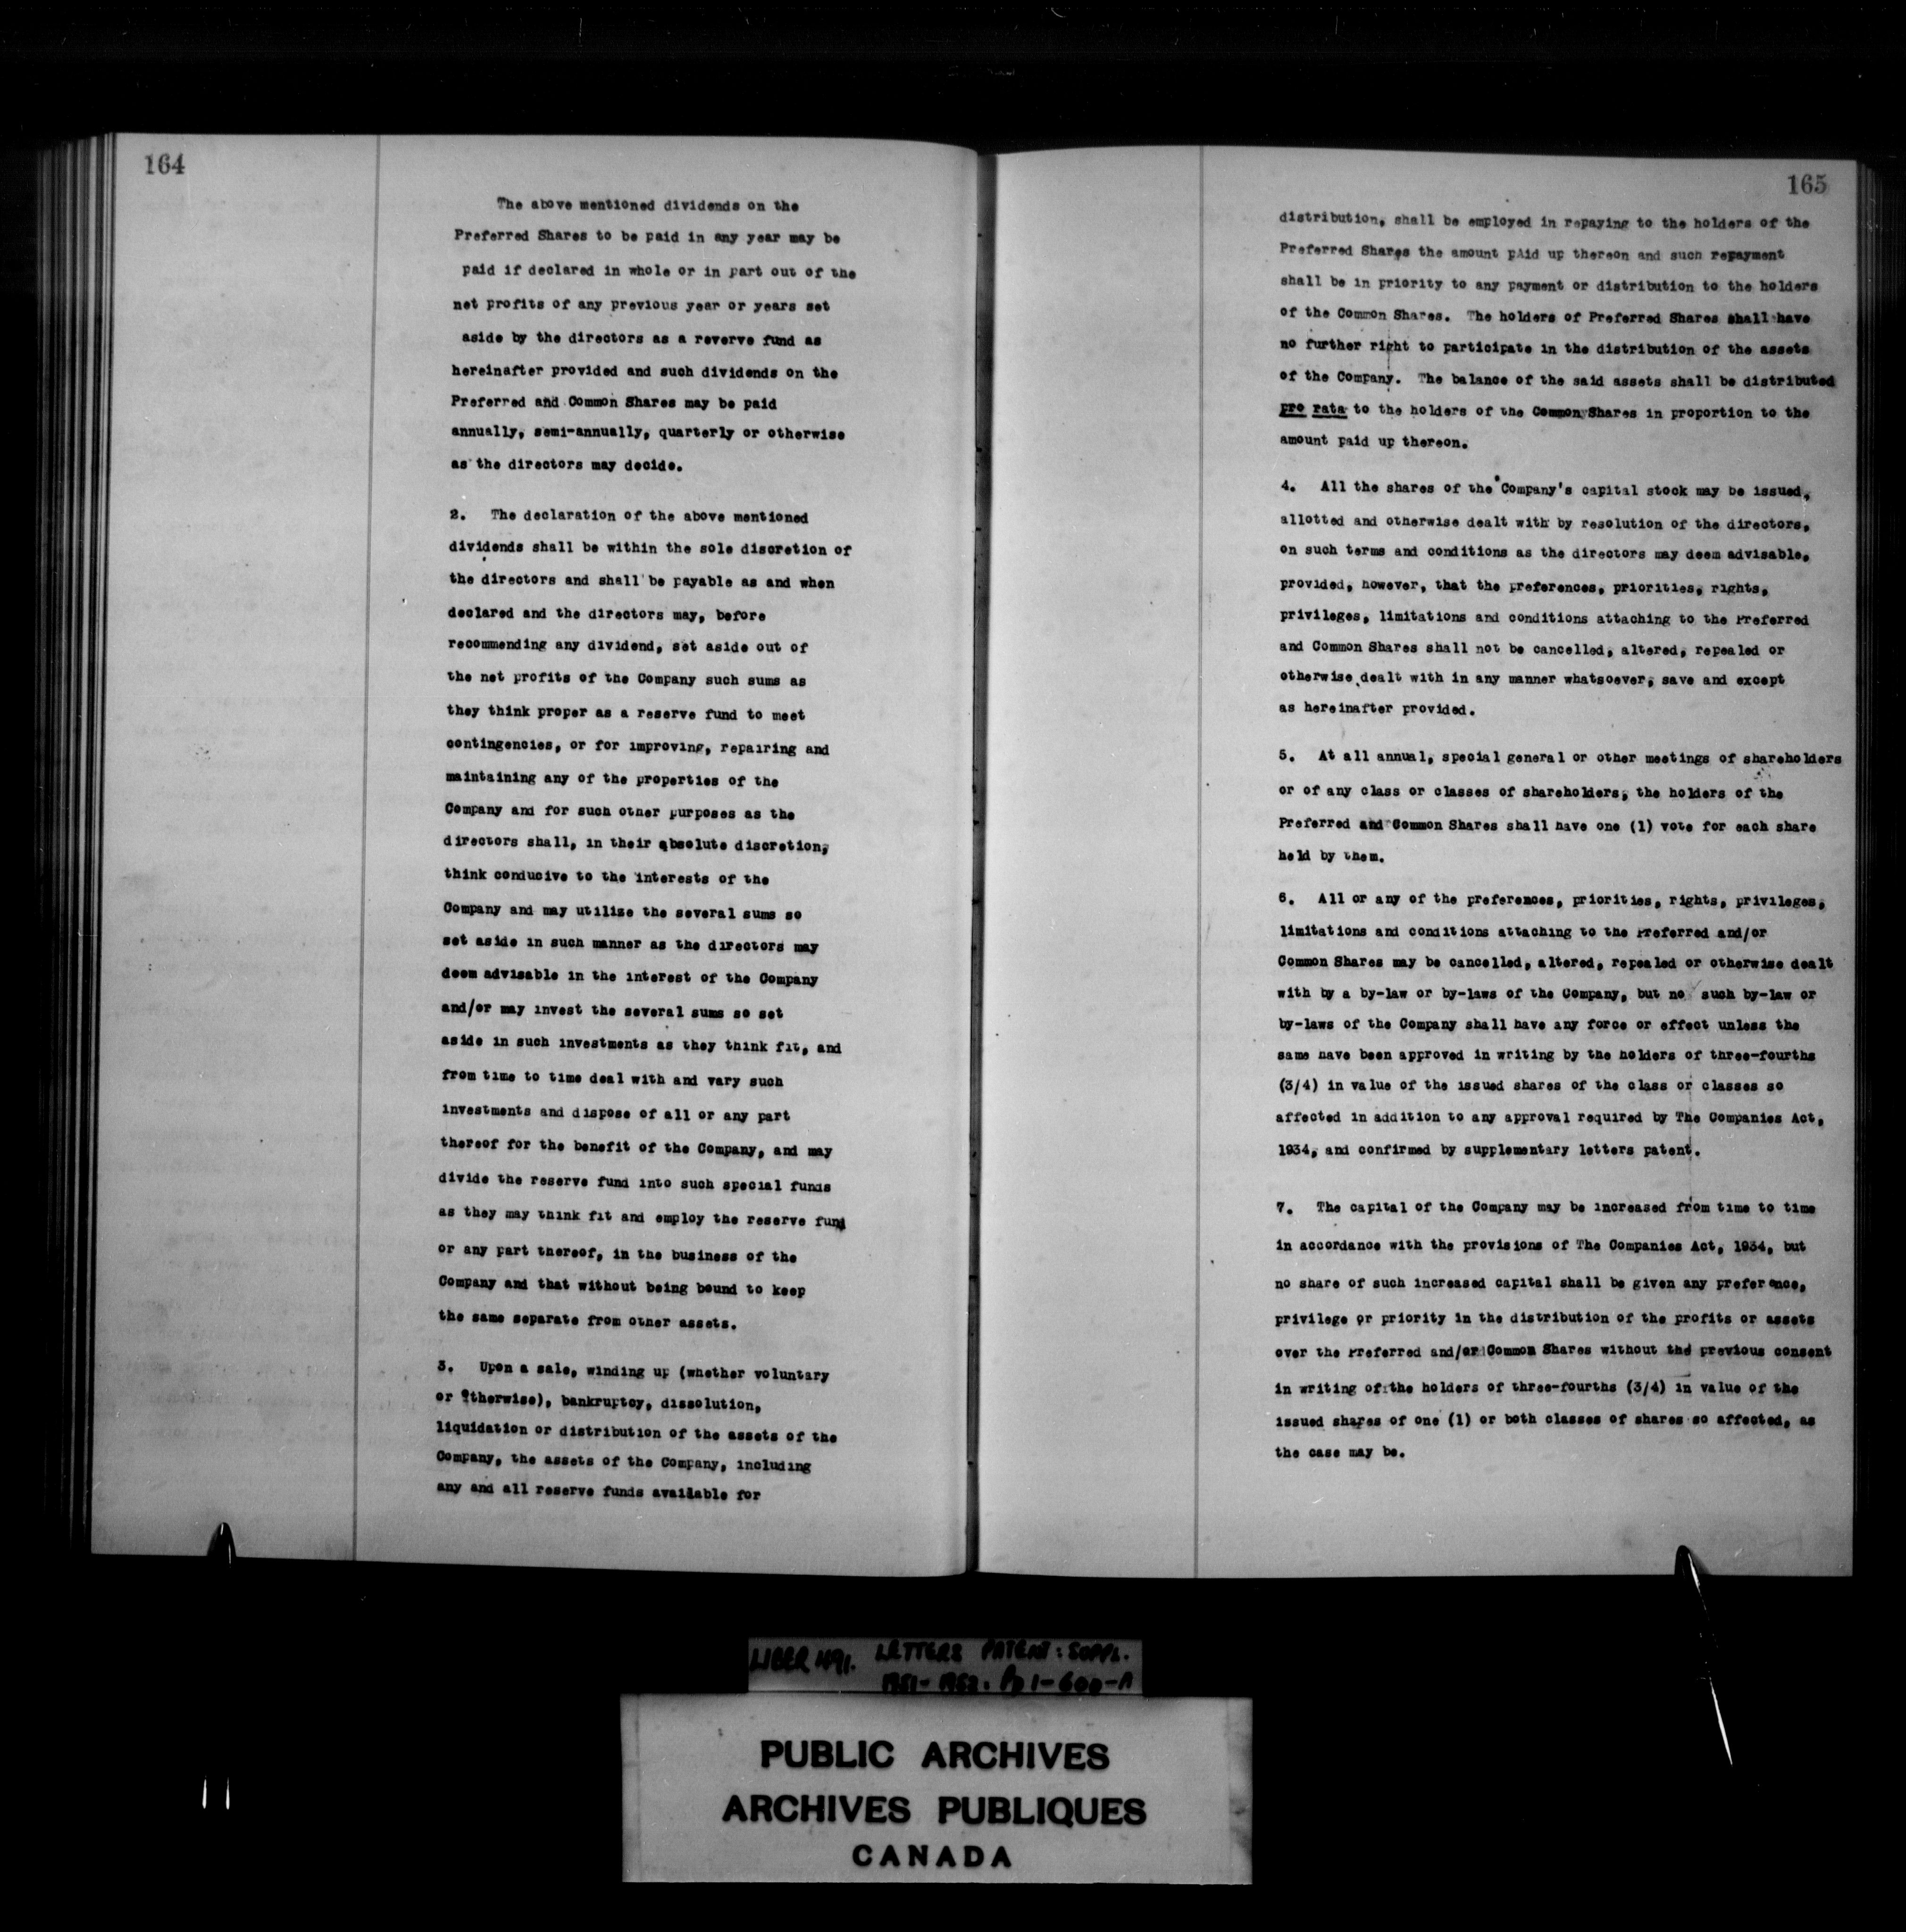 164
The above mentioned dividends on the
Preferred Shares to be paid in any year may be
paid if declared in whole or in part out of the
net profits of any previous year or years set
aside by the directors as a reverve fund as
hereinafter provided and such dividends on the
Preferred and Common Shares may be paid
annually, semi-annually, quarterly or otherwise
as the directors may decide.
2. The declaration of the above mentioned
dividends shall be within the sole discretion of
the directors and shall be payable as and when
declared and the directors may, before
recommending any dividend, set aside out of
the net profits of the Company such sums as
they think proper as a reserve fund to meet
contingencies, or for improving, repairing and
maintaining any of the properties of the
Company and for such other purposes as the
directors shall, in their absolute discretion,
think conducive to the interests of the
Company and may utilize the several sums so
set aside in such manner as the directors may
deem advisable in the interest of the Company
and/or may invest the several sums so set
aside in such investments as they think fit, and
from time to time deal with and vary such
investments and dispose of all or any part
thereof for the benefit of the Company, and may
divide the reserve fund into such special funds
as they may think fit and employ the reserve fund
or any part thereof, in the business of the
Company and that without being bound to keep
the same separate from other assets.
3. Upon a sale, winding up (whether voluntary
or otherwise), bankruptcy, dissolution,
liquidation or distribution of the assets of the
Company, the assets of the Company, including
any and all reserve funds available for
165
distribution, shall be employed in repaying to the holders of the
Preferred Shares the amount pAid up thereon and such repayment
shall be in priority to any payment or distribution to the holders
of the Common Shares. The holders of Preferred Shares shall have
no further right to participate in the distribution of the assets
of the Company. The balance of the said assets shall be distributed
pro rata to the holders of the Common Shares in proportion to the
amount paid up thereon.
4. All the shares of the Company's capital stock may be issued,
allotted and otherwise dealt with by resolution of the directors,
on such terms and conditions as the directors may deem advisable,
provided, however, that the preferences, priorities, rights,
privileges, limitations and conditions attaching to the Preferred
and Common Shares shall not be cancelled, altered, repealed or
otherwise dealt with in any manner whatsoever, save and except
as hereinafter provided.
5. At all annual, special general or other meetings of shareholders
or of any class or classes of shareholders, the holders of the
Preferred and Common Shares shall have one (1) vote for each share
held by them.
6. All or any of the preferences, priorities, rights, privileges,
limitations and conditions attaching to the Preferred and/or
Common Shares may be cancelled, altered, repealed or otherwise dealt
with by a by-law or by-laws of the Company, but no such by-law or
by-laws of the Company shall have any force or effect unless the
same have been approved in writing by the holders of three-fourths
(3/4) in value of the issued shares of the class or classes so
affected in addition to any approval required by The Companies Act,
1934, and confirmed by supplementary letters patent.
7. The capital of the Company may be increased from time to time
in accordance with the provisions of The Companies Act, 1934, but
no share of such increased capital shall be given any preference,
privilege or priority in the distribution of the profits or assets
over the Preferred and/or Common Shares without the previous consent
in writing of the holders of three-fourths (3/4) in value of the
issued shares of one (1) or both classes of shares so affected, as
the case may be.
LIBER 491. LETTERS PATENT: SUPPL.
1951-1952. Pp 1-600-A
PUBLIC ARCHIVES
ARCHIVES PUBLIQUES
CANADA